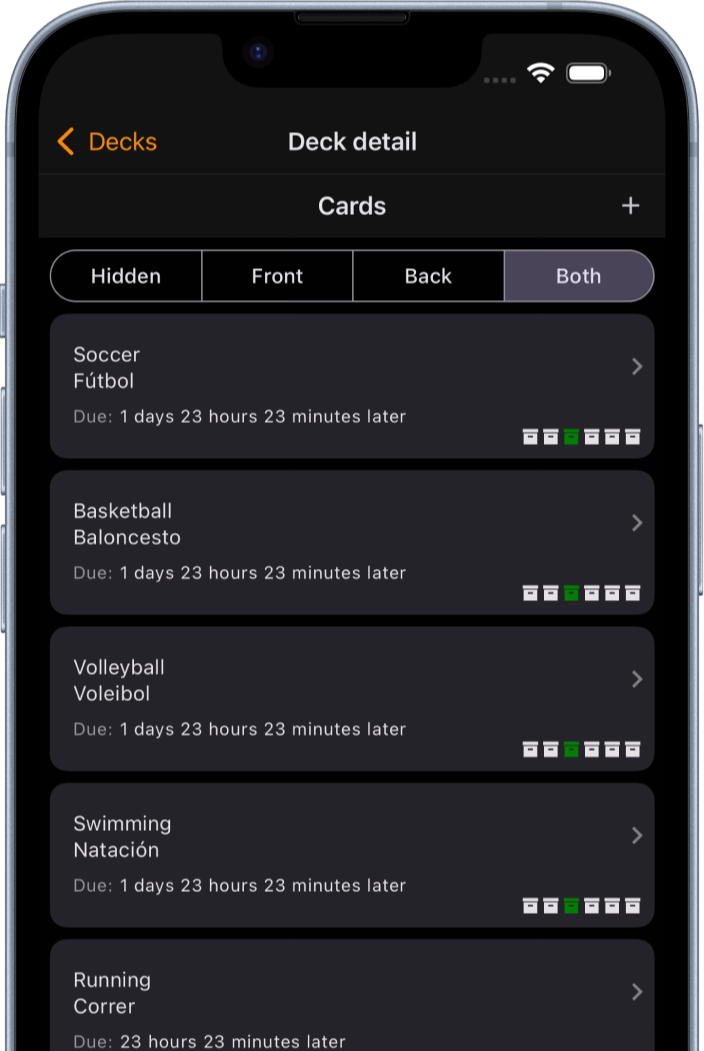 Decks
Deck detail
Cards
+
Hidden Front Back Both
Soccer
Fútbol
Due: 1 days 23 hours 23 minutes later
Basketball
Baloncesto
Due: 1 days 23 hours 23 minutes later
Volleyball
Voleibol
Due: 1 days 23 hours 23 minutes later
Swimming
Natación
Due: 1 days 23 hours 23 minutes later
Running
Correr
Due: 23 hours 23 minutes later